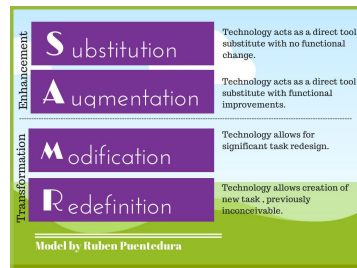 Enhancement
Substitution
Technology acts as a direct tool
substitute with no functional
change.
Augmentation
Technology acts as a direct tool
substitute with functional
improvements.
Transformation
Modification
Technology allows for
significant task redesign.
Redefinition
Technology allows creation of
new task , previously
inconceivable.
Model by Ruben Puentedura